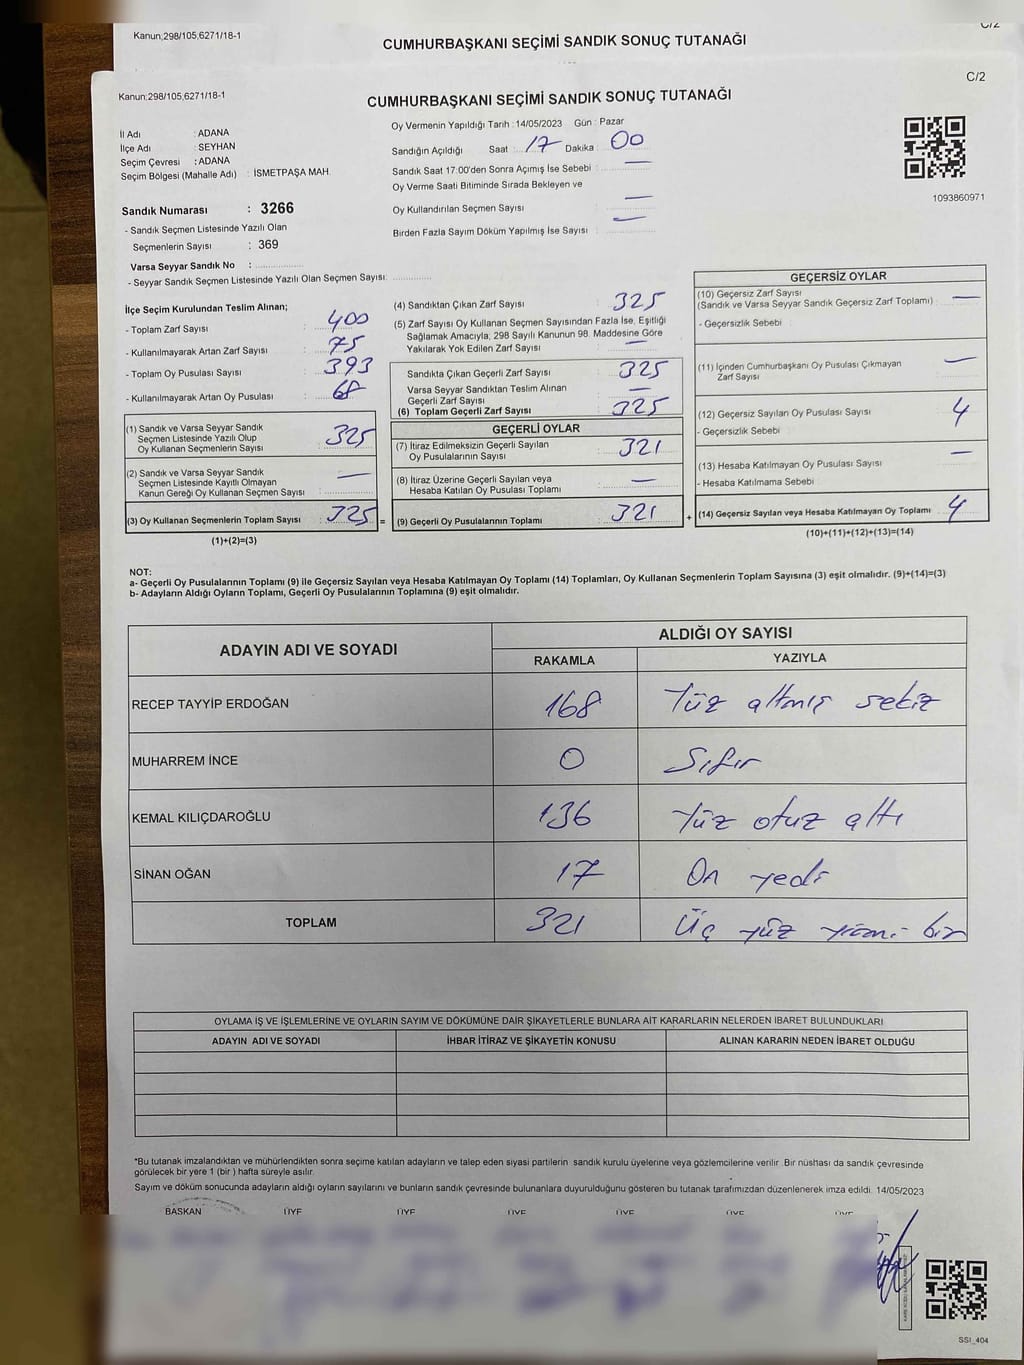 Kanun;298/105,6271/18-1
C/2
CUMHURBAŞKANI SEÇİMİ SANDIK SONUÇ TUTANAĞI
C/2
Kanun;298/105,6271/18-1
CUMHURBAŞKANI SEÇİMİ SANDIK SONUÇ TUTANAĞI
İl Adı : ADANA
İlçe Adı : SEYHAN
Seçim Çevresi : ADANA
Seçim Bölgesi (Mahalle Adı) : İSMETPAŞA MAH.
Sandık Numarası : 3266
- Sandık Seçmen Listesinde Yazılı Olan
Seçmenlerin Sayısı : 369
Varsa Seyyar Sandık No :
- Seyyar Sandık Seçmen Listesinde Yazılı Olan Seçmen Sayısı:
Oy Vermenin Yapıldığı Tarih : 14/05/2023 Gün : Pazar
Sandığın Açıldığı Saat : 17 Dakika : 00
Sandık Saat 17:00'den Sonra Açımış İse Sebebi : —
Oy Verme Saati Bitiminde Sırada Bekleyen ve
Oy Kullandırılan Seçmen Sayısı —
Birden Fazla Sayım Döküm Yapılmış İse Sayısı : —
1093860971
İlçe Seçim Kurulundan Teslim Alınan;
- Toplam Zarf Sayısı : 400
- Kullanılmayarak Artan Zarf Sayısı : 75
- Toplam Oy Pusulası Sayısı : 393
- Kullanılmayarak Artan Oy Pusulası : 68
(1) Sandık ve Varsa Seyyar Sandık
Seçmen Listesinde Yazılı Olup
Oy Kullanan Seçmenlerin Sayısı : 325
(2) Sandık ve Varsa Seyyar Sandık
Seçmen Listesinde Kayıtlı Olmayan
Kanun Gereği Oy Kullanan Seçmen Sayısı : —
(3) Oy Kullanan Seçmenlerin Toplam Sayısı : 325 =
(1)+(2)=(3)
(4) Sandıktan Çıkan Zarf Sayısı : 325
(5) Zarf Sayısı Oy Kullanan Seçmen Sayısından Fazla İse, Eşitliği
Sağlamak Amacıyla, 298 Sayılı Kanunun 98. Maddesine Göre
Yakılarak Yok Edilen Zarf Sayısı : —
Sandıkta Çıkan Geçerli Zarf Sayısı : 325
Varsa Seyyar Sandıktan Teslim Alınan
Geçerli Zarf Sayısı : —
(6) Toplam Geçerli Zarf Sayısı : 325
GEÇERLİ OYLAR
(7) İtiraz Edilmeksizin Geçerli Sayılan
Oy Pusulalarının Sayısı : 321
(8) İtiraz Üzerine Geçerli Sayılan veya
Hesaba Katılan Oy Pusulası Toplamı : —
(9) Geçerli Oy Pusulalarının Toplamı : 321 +
GEÇERSİZ OYLAR
(10) Geçersiz Zarf Sayısı
(Sandık ve Varsa Seyyar Sandık Geçersiz Zarf Toplamı) : —
- Geçersizlik Sebebi :
(11) İçinden Cumhurbaşkanı Oy Pusulası Çıkmayan
Zarf Sayısı : —
(12) Geçersiz Sayılan Oy Pusulası Sayısı : 4
- Geçersizlik Sebebi :
(13) Hesaba Katılmayan Oy Pusulası Sayısı : —
- Hesaba Katılmama Sebebi :
(14) Geçersiz Sayılan veya Hesaba Katılmayan Oy Toplamı : 4
(10)+(11)+(12)+(13)=(14)
NOT:
a- Geçerli Oy Pusulalarının Toplamı (9) ile Geçersiz Sayılan veya Hesaba Katılmayan Oy Toplamı (14) Toplamları, Oy Kullanan Seçmenlerin Toplam Sayısına (3) eşit olmalıdır. (9)+(14)=(3)
b- Adayların Aldığı Oyların Toplamı, Geçerli Oy Pusulalarının Toplamına (9) eşit olmalıdır.
ADAYIN ADI VE SOYADI ALDIĞI OY SAYISI
RAKAMLA YAZIYLA
RECEP TAYYİP ERDOĞAN 168 Yüz altmış sekiz
MUHARREM İNCE 0 Sıfır
KEMAL KILIÇDAROĞLU 136 Yüz otuz altı
SİNAN OĞAN 17 On yedi
TOPLAM 321 Üç yüz yirmi bir
OYLAMA İŞ VE İŞLEMLERİNE VE OYLARIN SAYIM VE DÖKÜMÜNE DAİR ŞİKAYETLERLE BUNLARA AİT KARARLARIN NELERDEN İBARET BULUNDUKLARI
ADAYIN ADI VE SOYADI İHBAR İTİRAZ VE ŞİKAYETİN KONUSU ALINAN KARARIN NEDEN İBARET OLDUĞU
*Bu tutanak imzalandıktan ve mühürlendikten sonra seçime katılan adayların ve talep eden siyasi partilerin sandık kurulu üyelerine veya gözlemcilerine verilir. Bir nüshası da sandık çevresinde
görülecek bir yere 1 (bir) hafta süreyle asılır.
Sayım ve döküm sonucunda adayların aldığı oyların sayılarını ve bunların sandık çevresinde bulunanlara duyurulduğunu gösteren bu tutanak tarafımızdan düzenlenerek imza edildi. 14/05/2023
BAŞKAN ÜYE ÜYE ÜYE ÜYE ÜYE ÜYE
SSI_404